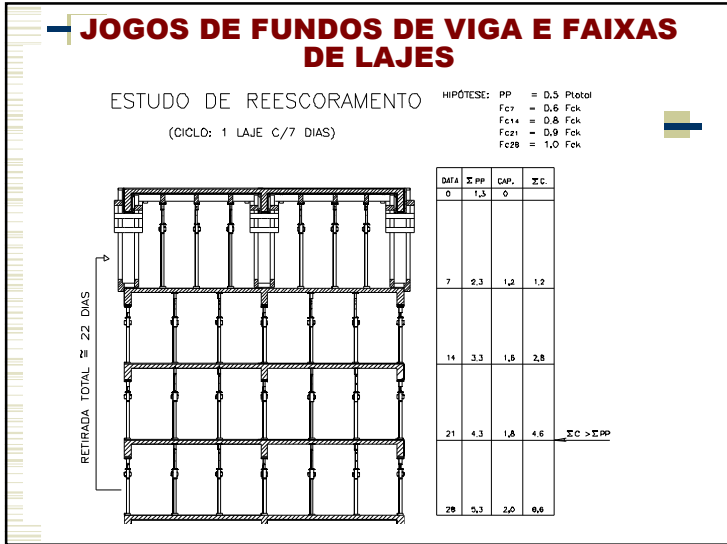 JOGOS DE FUNDOS DE VIGA E FAIXAS
DE LAJES
ESTUDO DE REESCORAMENTO
(CICLO: 1 LAJE C/7 DIAS)
HIPÓTESE: PP = 0.5 Ptotal
Fc7 = 0.6 Fck
Fc14 = 0.8 Fck
Fc21 = 0.9 Fck
Fc28 = 1.0 Fck
DATA Σ PP CAP. Σ C.
0 1,3 0
7 2,3 1,2 1,2
14 3,3 1,6 2,8
21 4,3 1,8 4,6 ΣC >ΣPP
28 5,3 2,0 6,6
RETIRADA TOTAL ≅ 22 DIAS